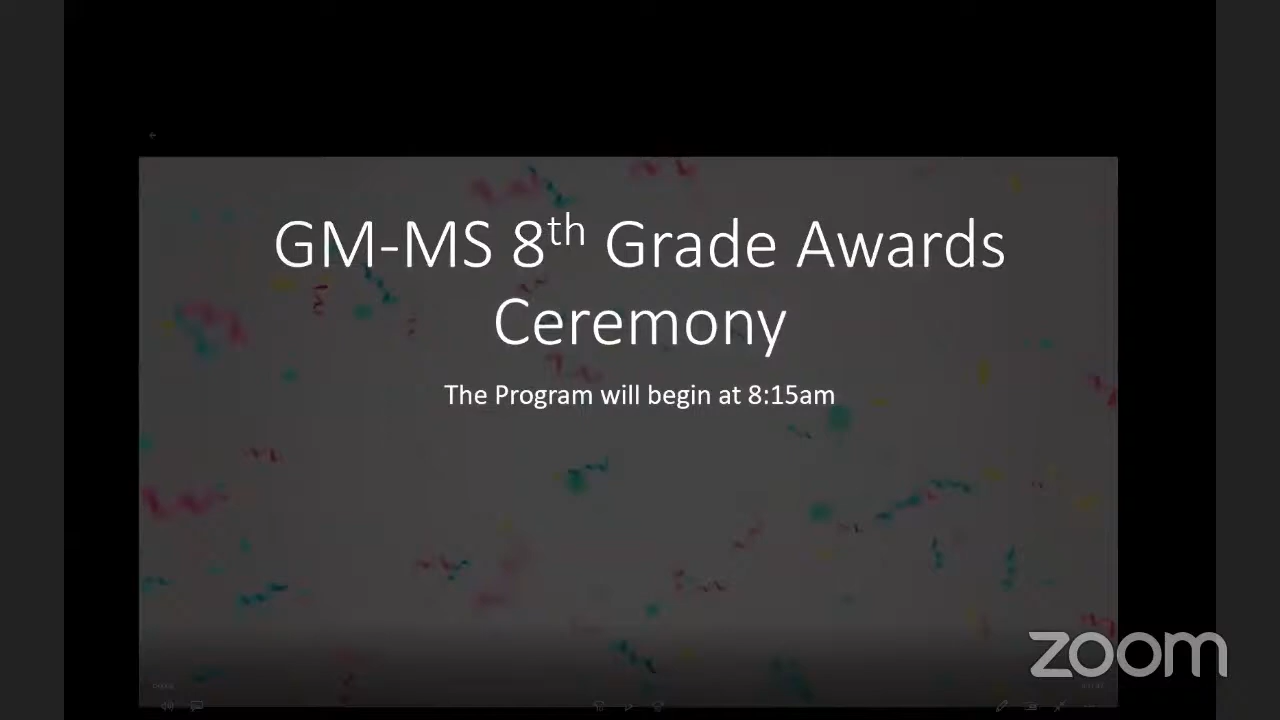 GM-MS 8th Grade Awards
Ceremony
The Program will begin at 8:15am
zoom